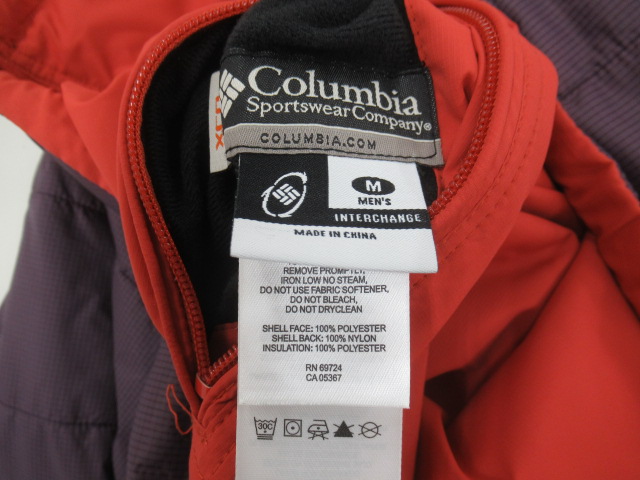 Columbia
Sportswear Company®
COLUMBIA.COM
M
MEN'S
INTERCHANGE
MADE IN CHINA
REMOVE PROMPTLY,
IRON LOW NO STEAM,
DO NOT USE FABRIC SOFTENER,
DO NOT BLEACH,
DO NOT DRYCLEAN
SHELL FACE: 100% POLYESTER
SHELL BACK: 100% NYLON
INSULATION: 100% POLYESTER
RN 69724
CA 05367
30C